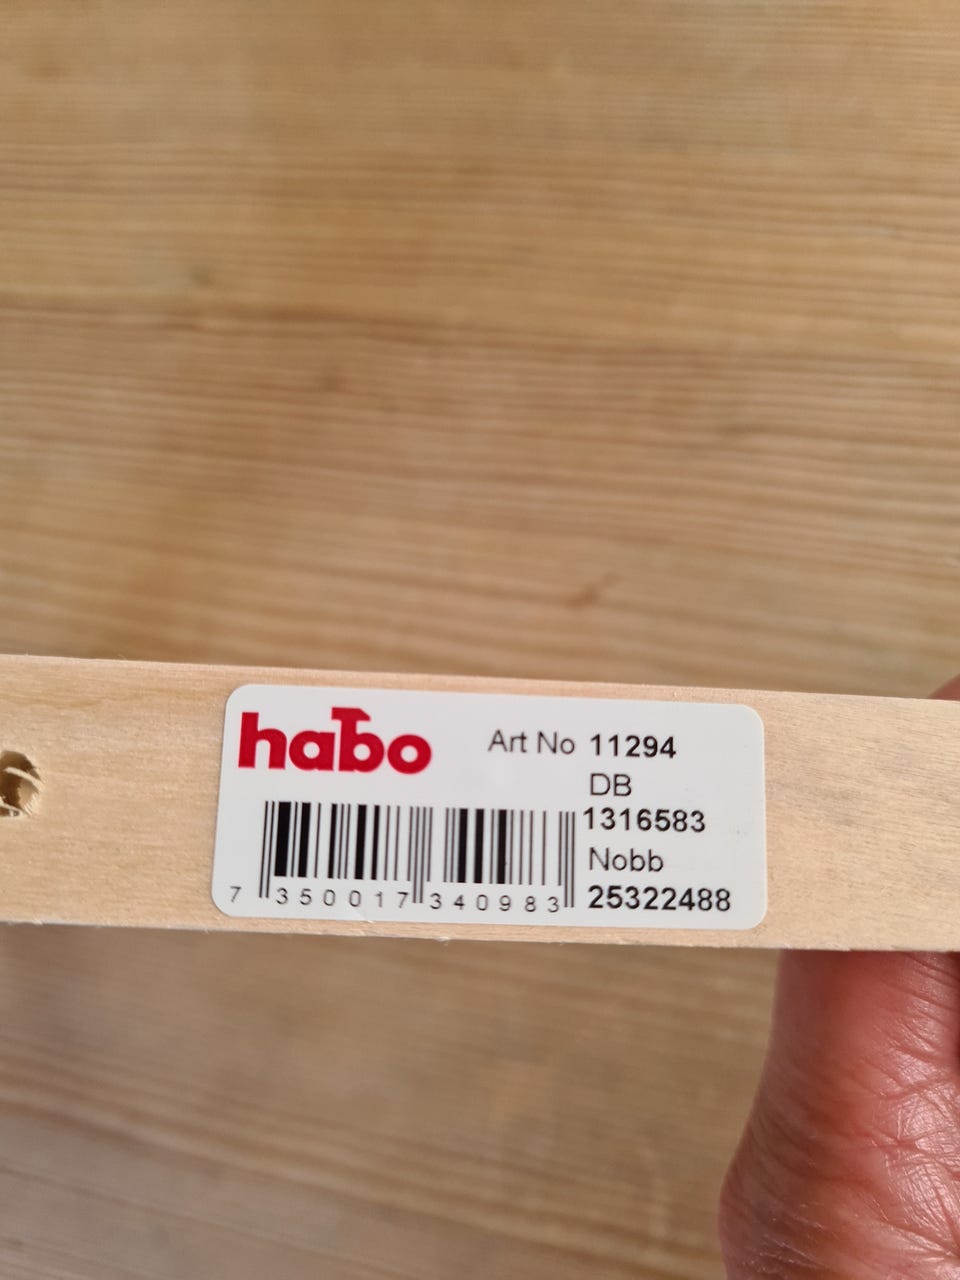 habo
Art No 11294
DB
1316583
Nobb
25322488
7 350017 340983